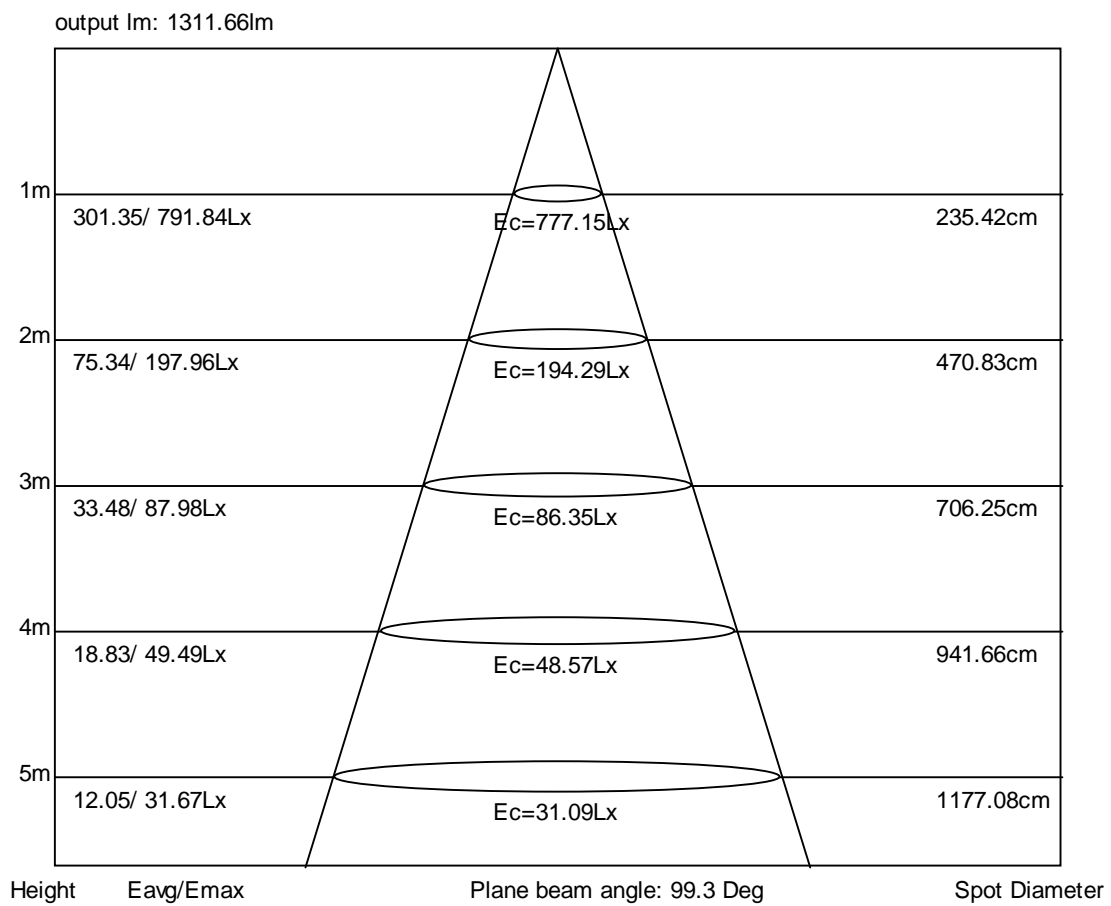 output lm: 1311.66lm
1m
301.35/ 791.84Lx
Ec=777.15Lx
235.42cm
2m
75.34/ 197.96Lx
Ec=194.29Lx
470.83cm
3m
33.48/ 87.98Lx
Ec=86.35Lx
706.25cm
4m
18.83/ 49.49Lx
Ec=48.57Lx
941.66cm
5m
12.05/ 31.67Lx
Ec=31.09Lx
1177.08cm
Height Eavg/Emax Plane beam angle: 99.3 Deg Spot Diameter